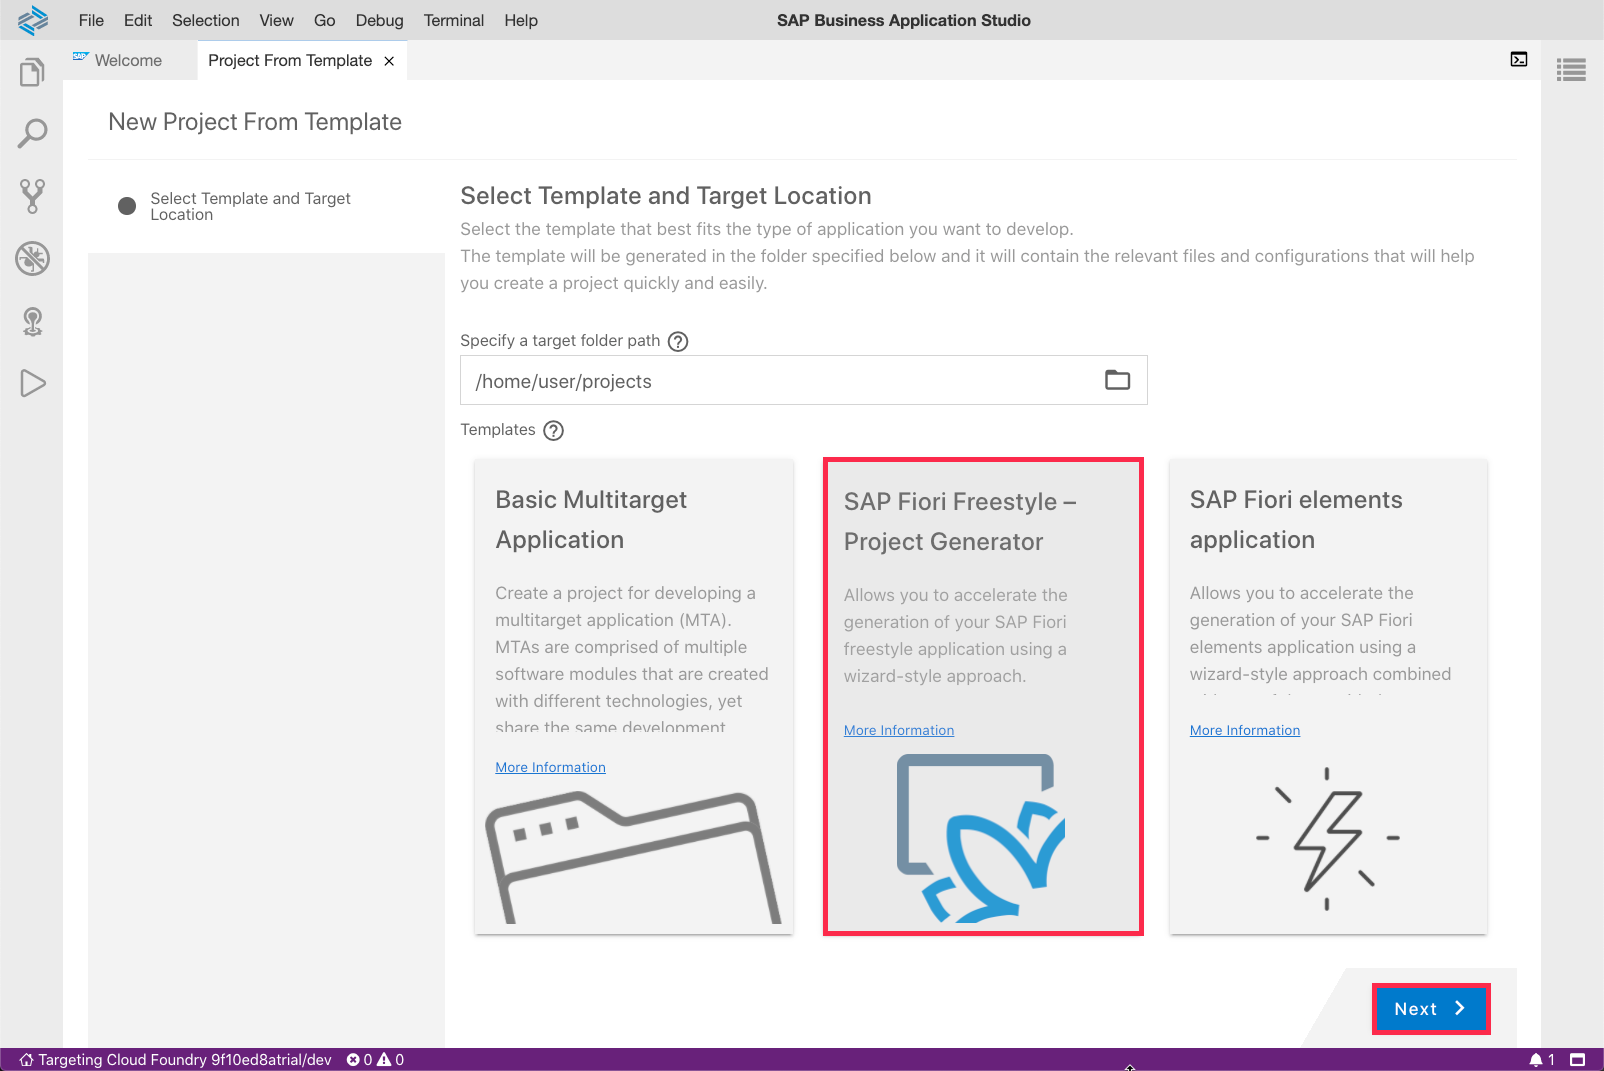 File Edit Selection View Go Debug Terminal Help SAP Business Application Studio
SAP Welcome Project From Template ×
New Project From Template
Select Template and Target
Location
Select Template and Target Location
Select the template that best fits the type of application you want to develop.
The template will be generated in the folder specified below and it will contain the relevant files and configurations that will help
you create a project quickly and easily.
Specify a target folder path ?
/home/user/projects
Templates ?
Basic Multitarget
Application
Create a project for developing a
multitarget application (MTA).
MTAs are comprised of multiple
software modules that are created
with different technologies, yet
share the same development
More Information
SAP Fiori Freestyle –
Project Generator
Allows you to accelerate the
generation of your SAP Fiori
freestyle application using a
wizard-style approach.
More Information
SAP Fiori elements
application
Allows you to accelerate the
generation of your SAP Fiori
elements application using a
wizard-style approach combined
More Information
Next
Targeting Cloud Foundry 9f10ed8atrial/dev 0 0 1